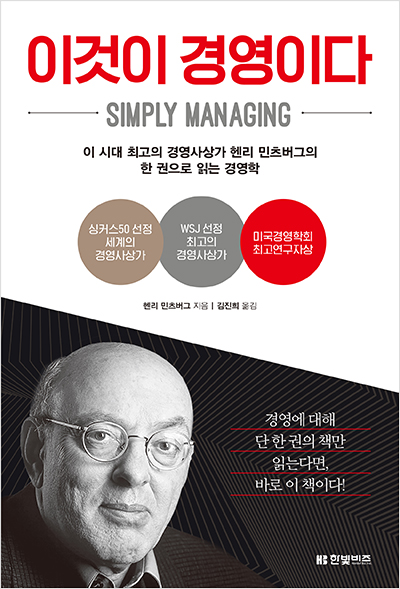 이것이 경영이다
SIMPLY MANAGING
이 시대 최고의 경영사상가 헨리 민츠버그의
한 권으로 읽는 경영학
싱커스50 선정
세계의
경영사상가
WSJ 선정
최고의
경영사상가
미국경영학회
최고연구자상
헨리 민츠버그 지음 | 김진희 옮김
경영에 대해
단 한 권의 책만
읽는다면,
바로 이 책이다!
HB 한빛비즈